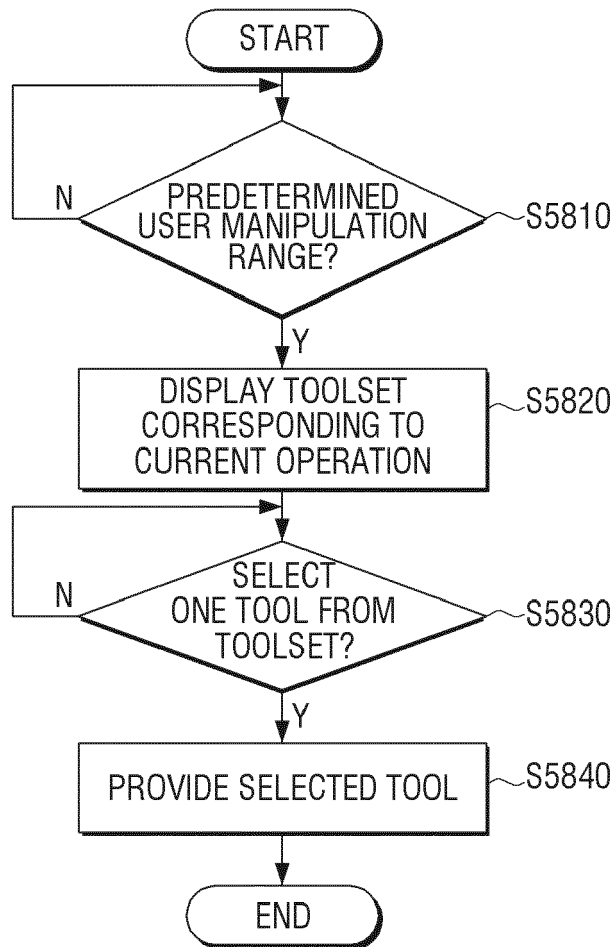 START
N
PREDETERMINED
USER MANIPULATION
RANGE?
S5810
Y
DISPLAY TOOLSET
CORRESPONDING TO
CURRENT OPERATION
S5820
N
SELECT
ONE TOOL FROM
TOOLSET?
S5830
Y
PROVIDE SELECTED TOOL
S5840
END